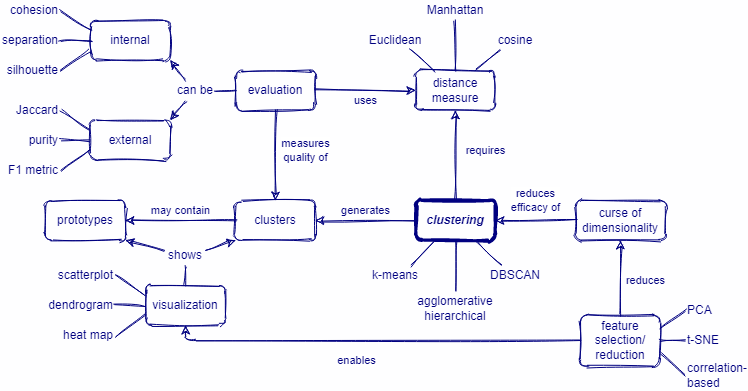 Manhattan
cohesion
separation
silhouette
internal
Euclidean
cosine
can be
evaluation
uses
distance
measure
Jaccard
purity
F1 metric
external
measures
quality of
requires
prototypes
may contain
clusters
generates
clustering
reduces
efficacy of
curse of
dimensionality
shows
k-means
DBSCAN
agglomerative
hierarchical
scatterplot
dendrogram
heat map
visualization
reduces
feature
selection/
reduction
PCA
t-SNE
correlation-
based
enables